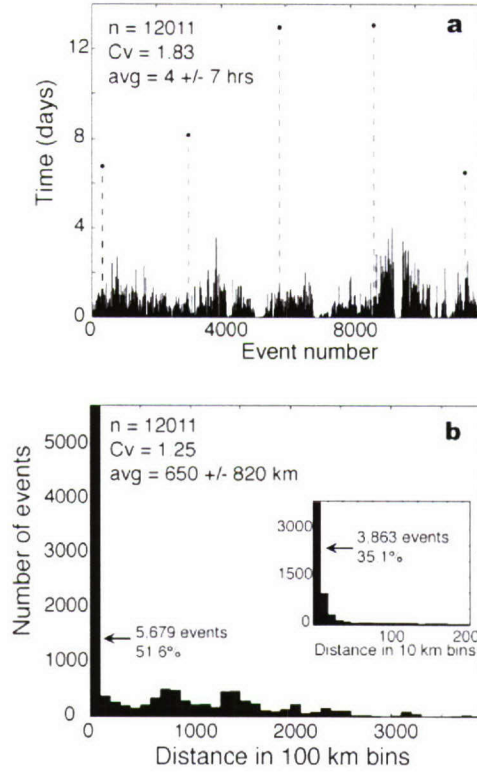 a
n = 12011
Cv = 1.83
avg = 4 +/- 7 hrs
Time (days)
12
8
4
0
0 4000 8000
Event number
b
n = 12011
Cv = 1.25
avg = 650 +/- 820 km
Number of events
5000
4000
3000
2000
1000
0
5,679 events
51.6%
3000
1500
0
3,863 events
35.1%
100 200
Distance in 10 km bins
0 1000 2000 3000
Distance in 100 km bins